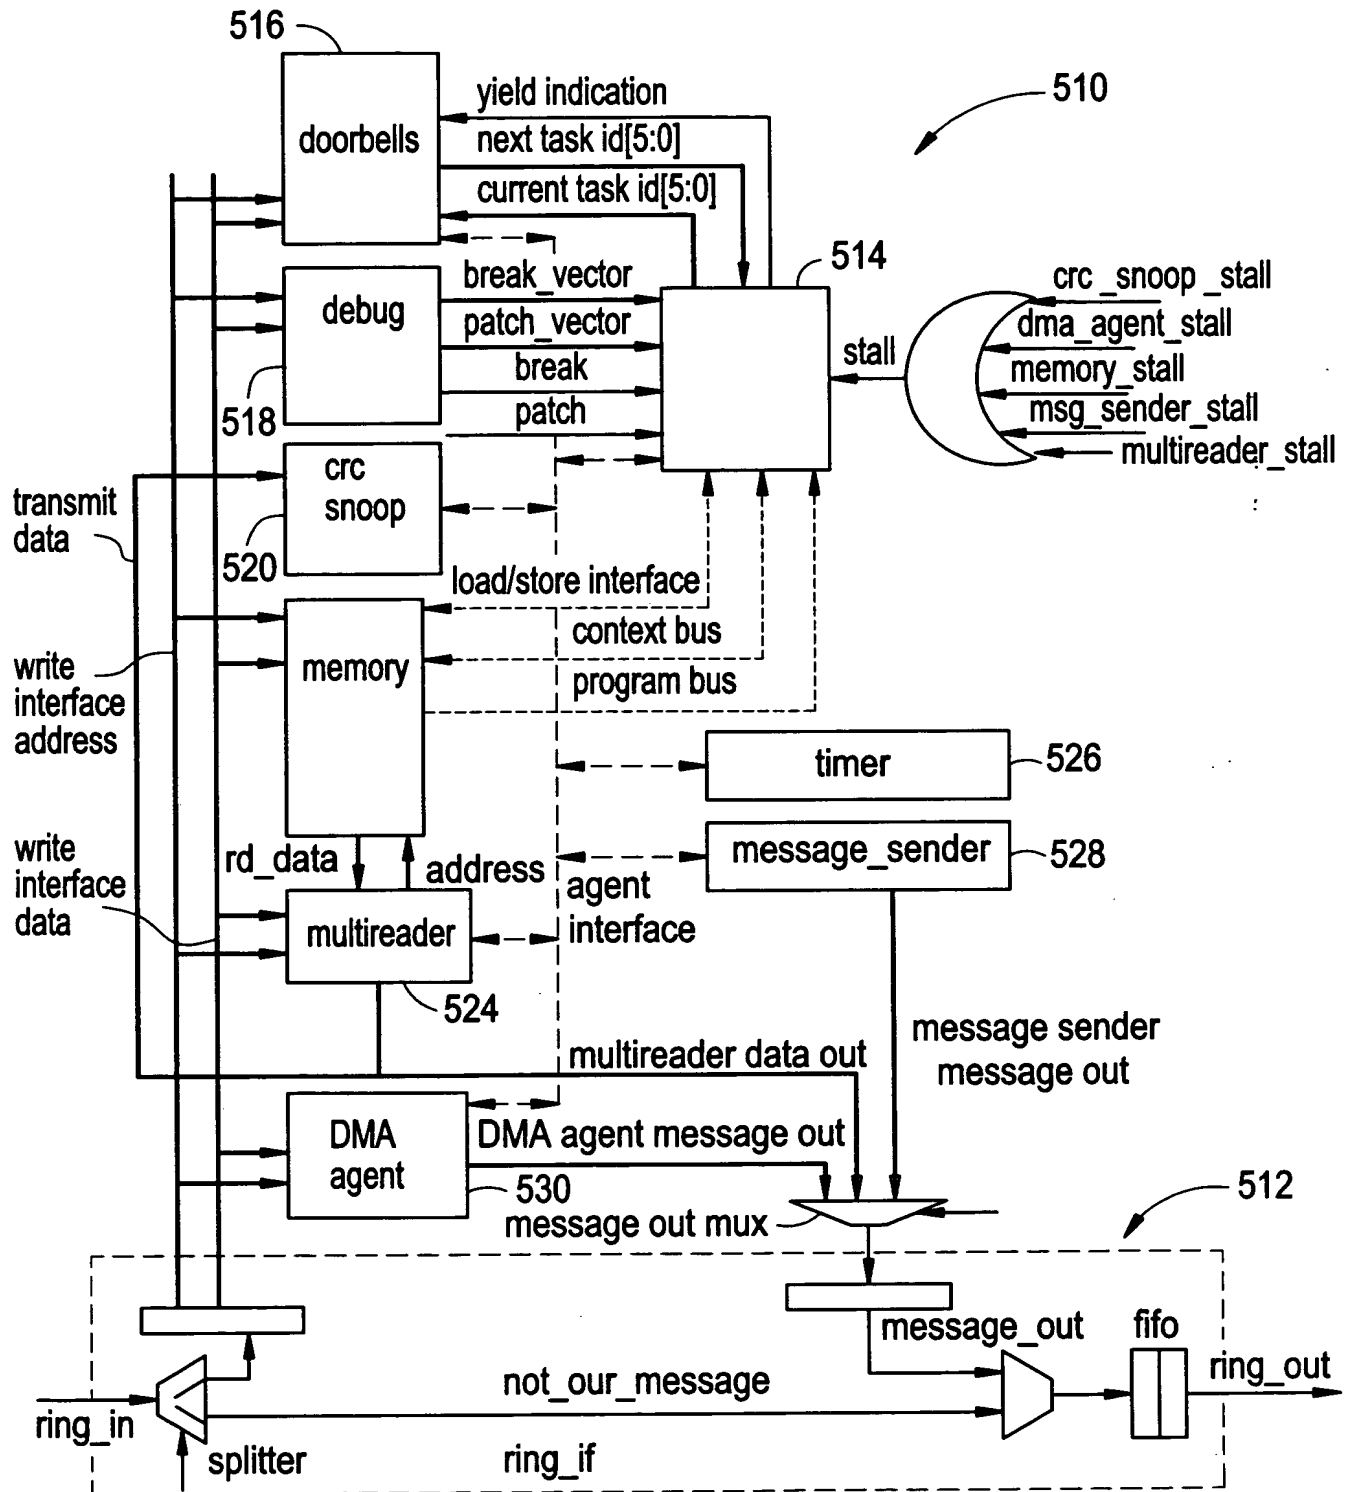 516
yield indication
510
doorbells
next task id[5:0]
current task id[5:0]
514
break_vector
crc_snoop_stall
debug
dma_agent_stall
patch_vector
stall
memory_stall
break
msg_sender_stall
518
patch
multireader_stall
crc
snoop
transmit
data
520
load/store interface
context bus
memory
program bus
write
interface
address
timer
526
write
interface
data
rd_data
address
message_sender
528
agent
interface
multireader
524
message sender
message out
multireader data out
DMA
agent
DMA agent message out
530
message out mux
512
message_out
fifo
ring_out
not_our_message
ring_in
splitter
ring_if